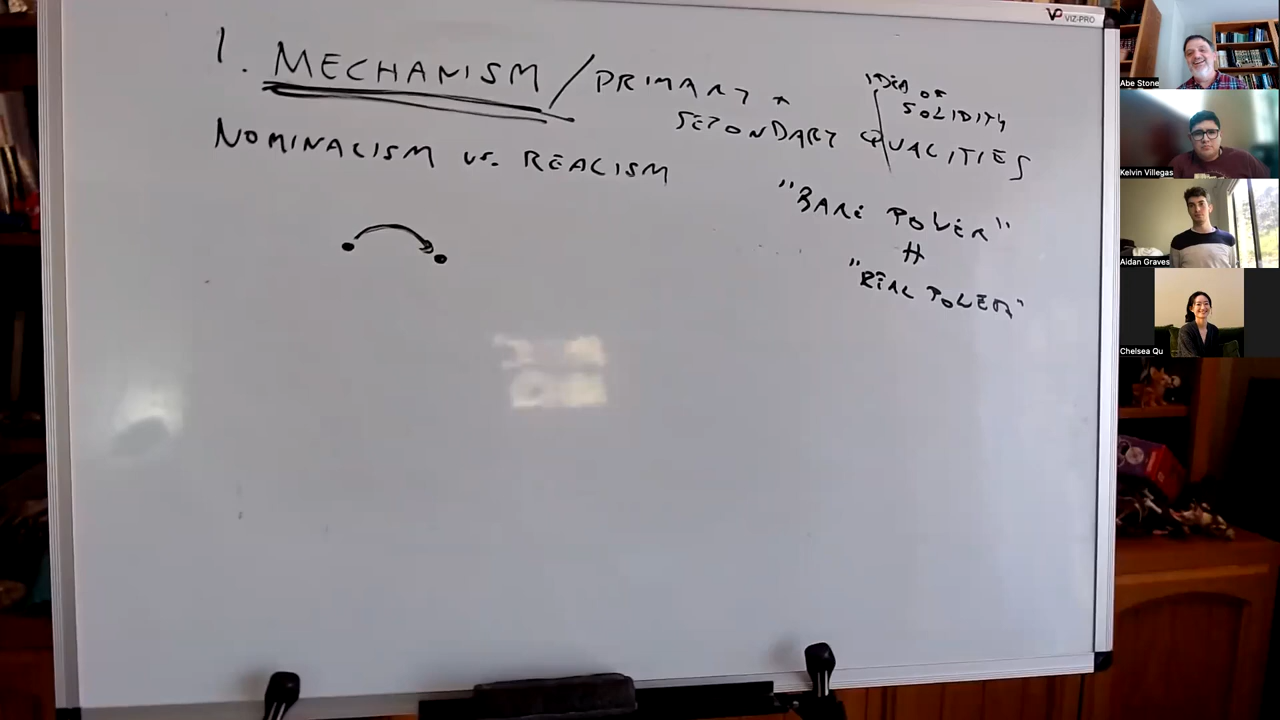 VP VIZ-PRO
1. MECHANISM / PRIMARY +
SECONDARY QUALITIES
IDEA OF
SOLIDITY
NOMINALISM vs. REALISM
"BARE POWER"
≠
"REAL POWER"
Abe Stone
Kelvin Villegas
Aidan Graves
Chelsea Qu